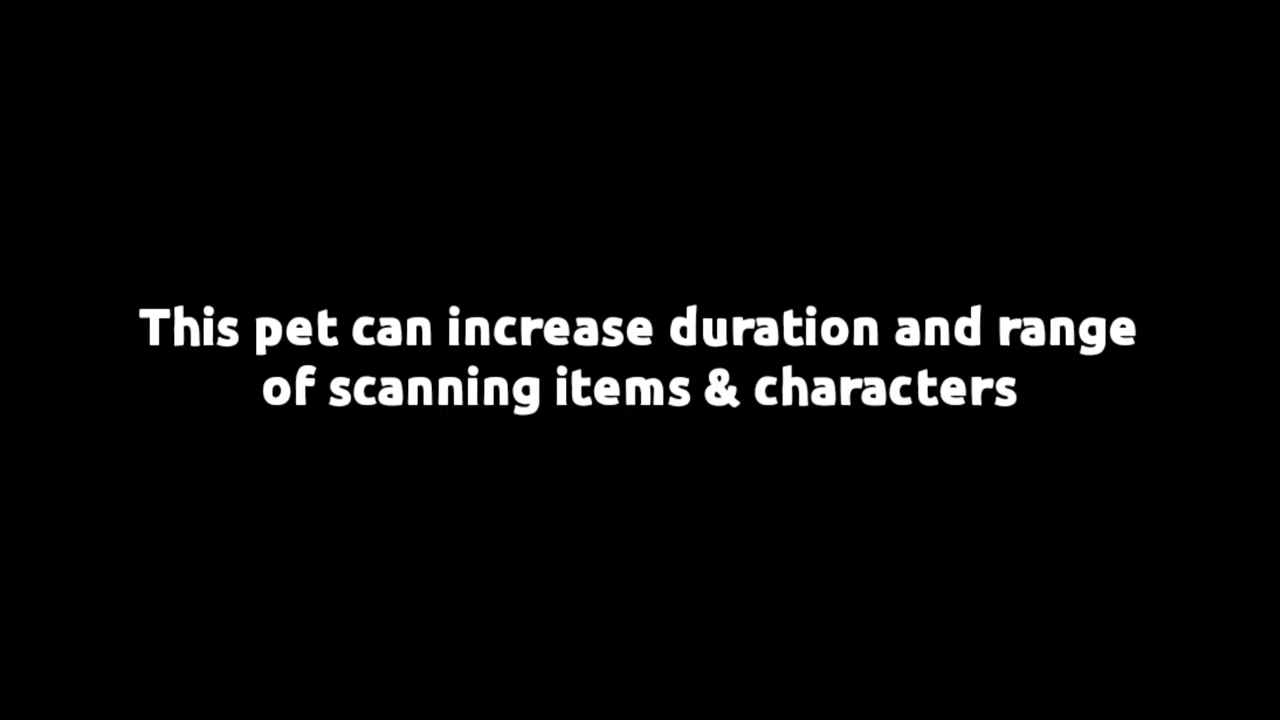 This pet can increase duration and range
of scanning items & characters